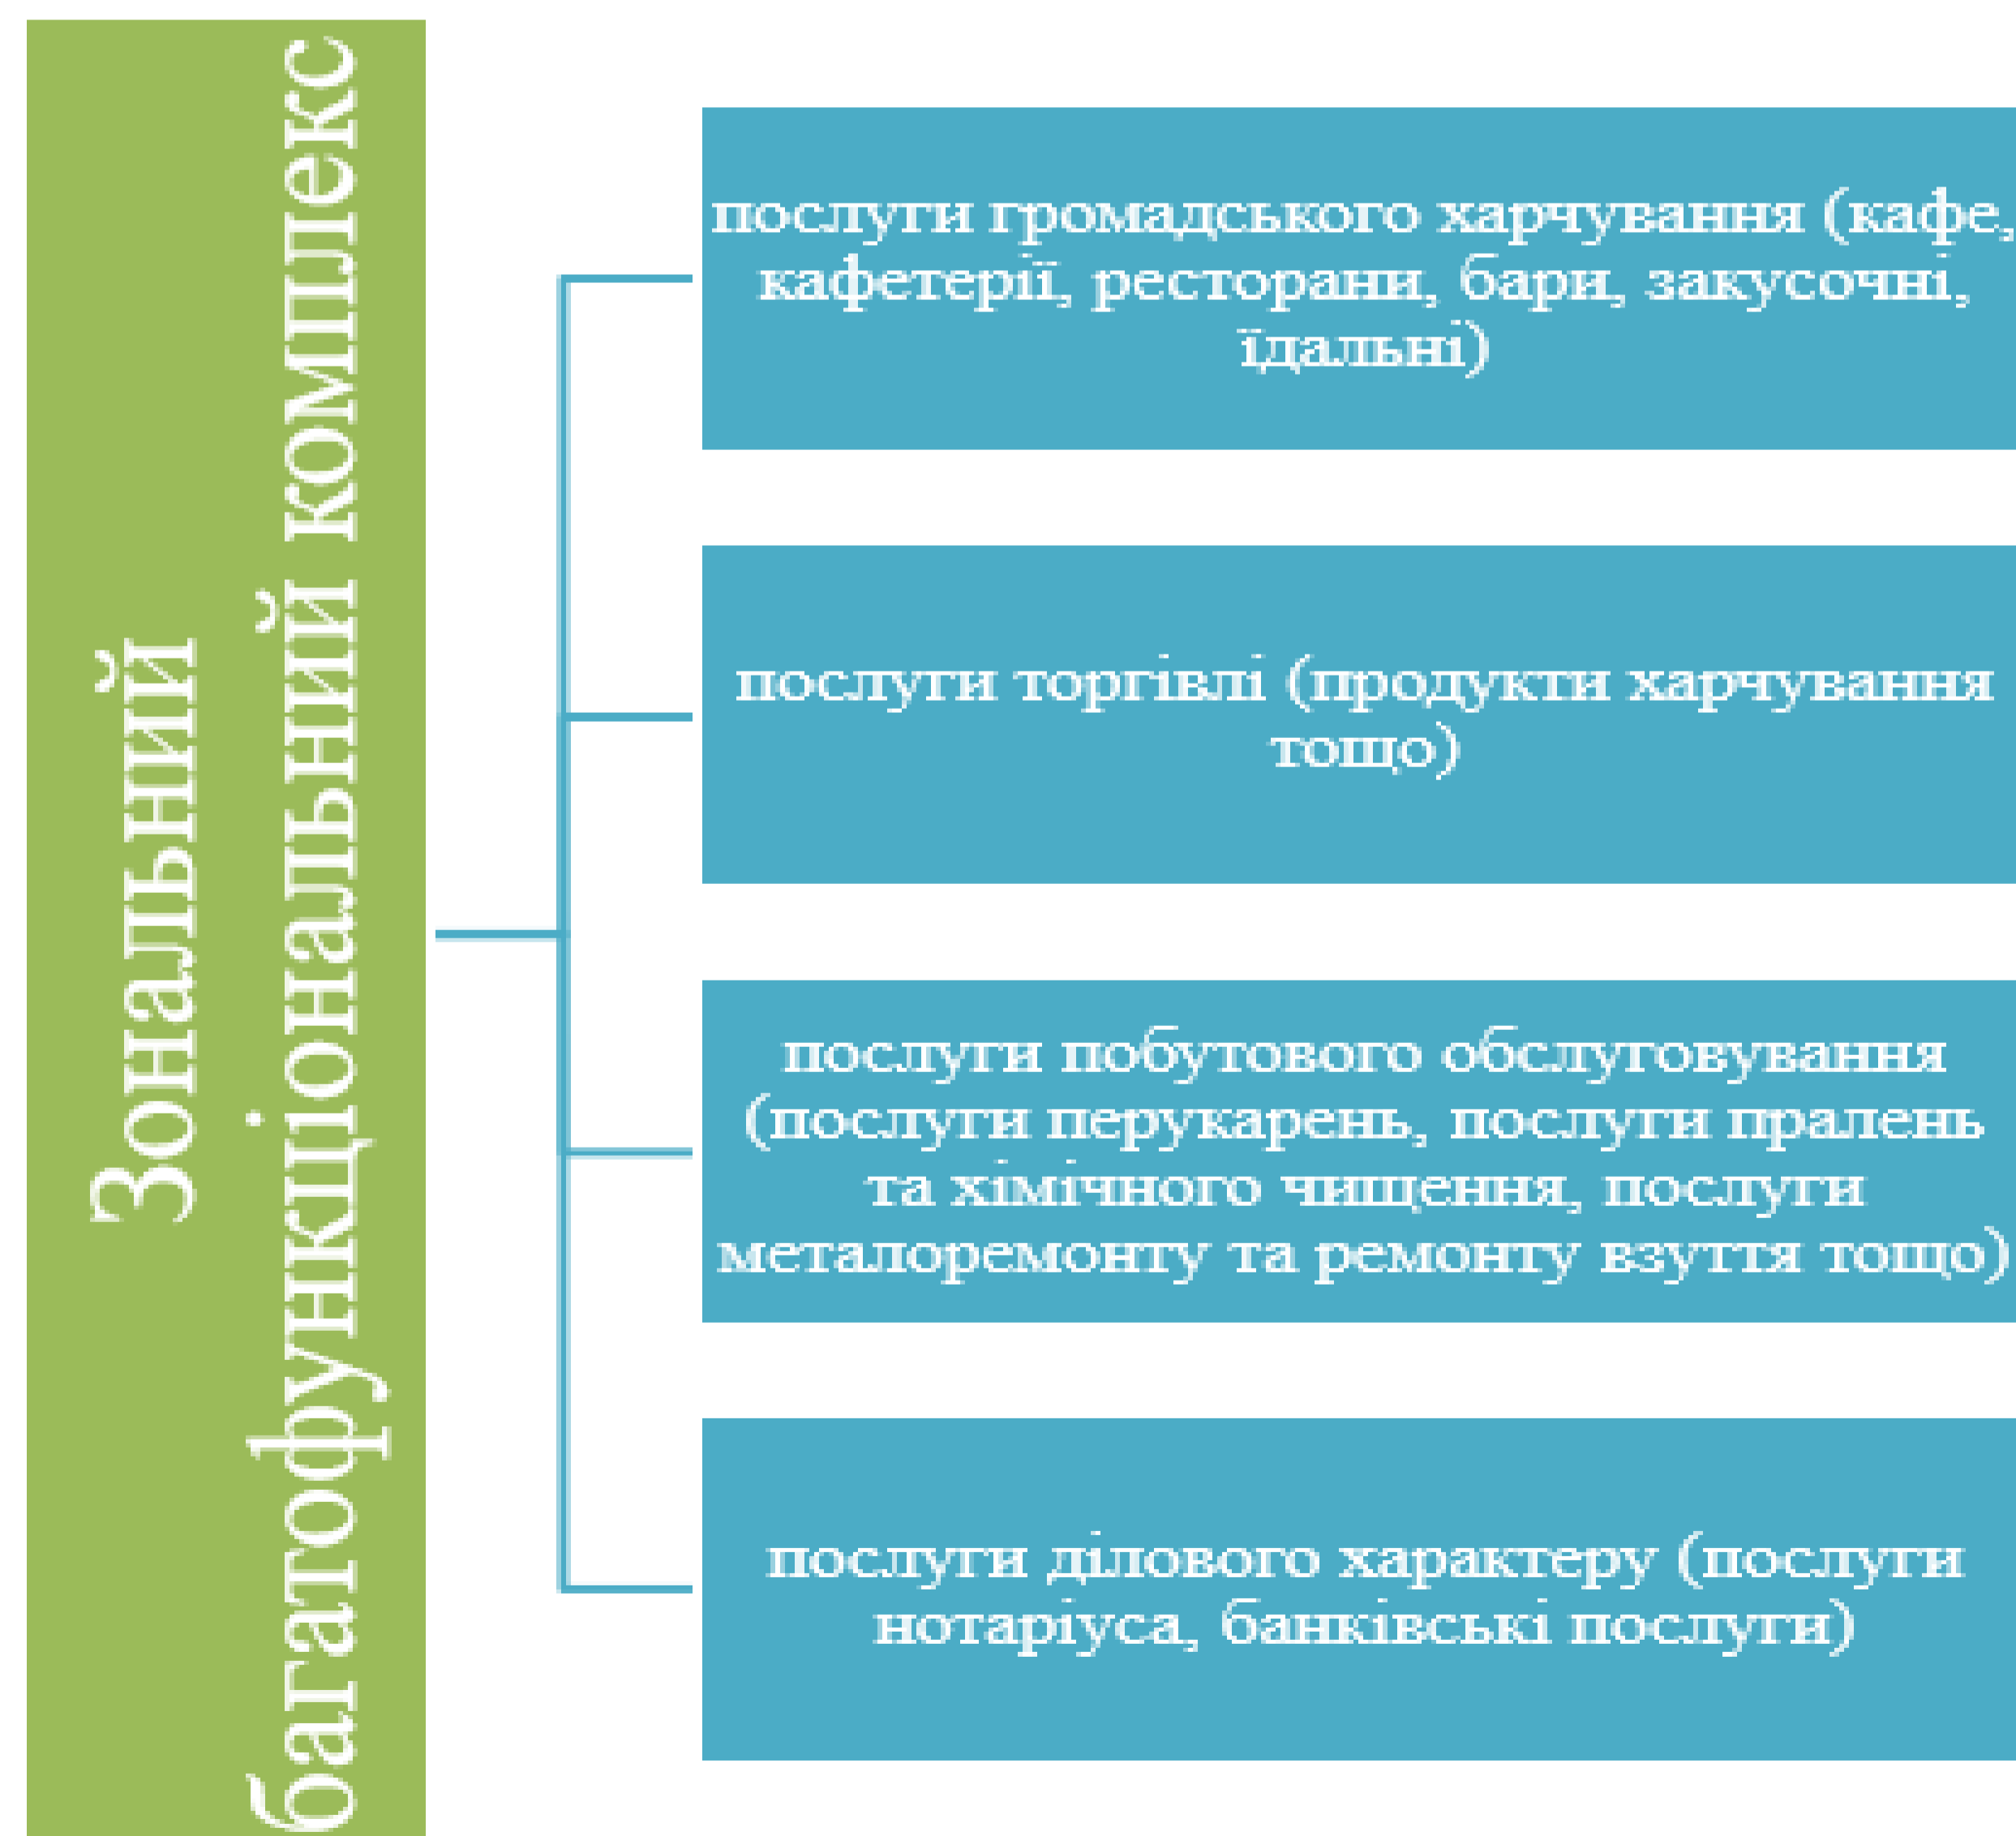 Зональний
багатофункціональний комплекс
послуги громадського харчування (кафе,
кафетерії, ресторани, бари, закусочні,
їдальні)
послуги торгівлі (продукти харчування
тощо)
послуги побутового обслуговування
(послуги перукарень, послуги пралень
та хімічного чищення, послуги
металоремонту та ремонту взуття тощо)
послуги ділового характеру (послуги
нотаріуса, банківські послуги)